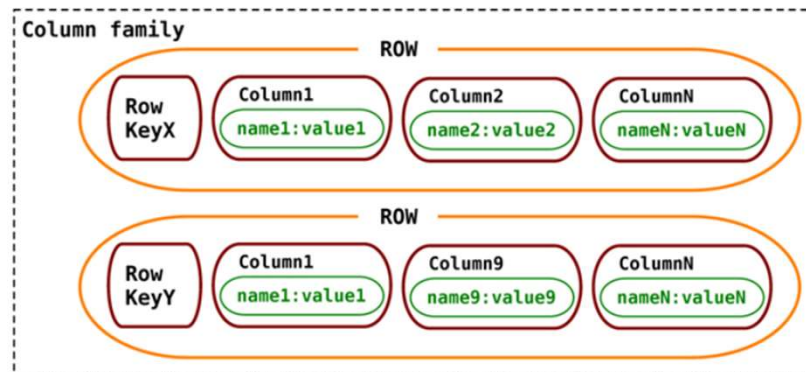 Column family
ROW
Row KeyX
Column1
name1:value1
Column2
name2:value2
ColumnN
nameN:valueN
ROW
Row KeyY
Column1
name1:value1
Column9
name9:value9
ColumnN
nameN:valueN